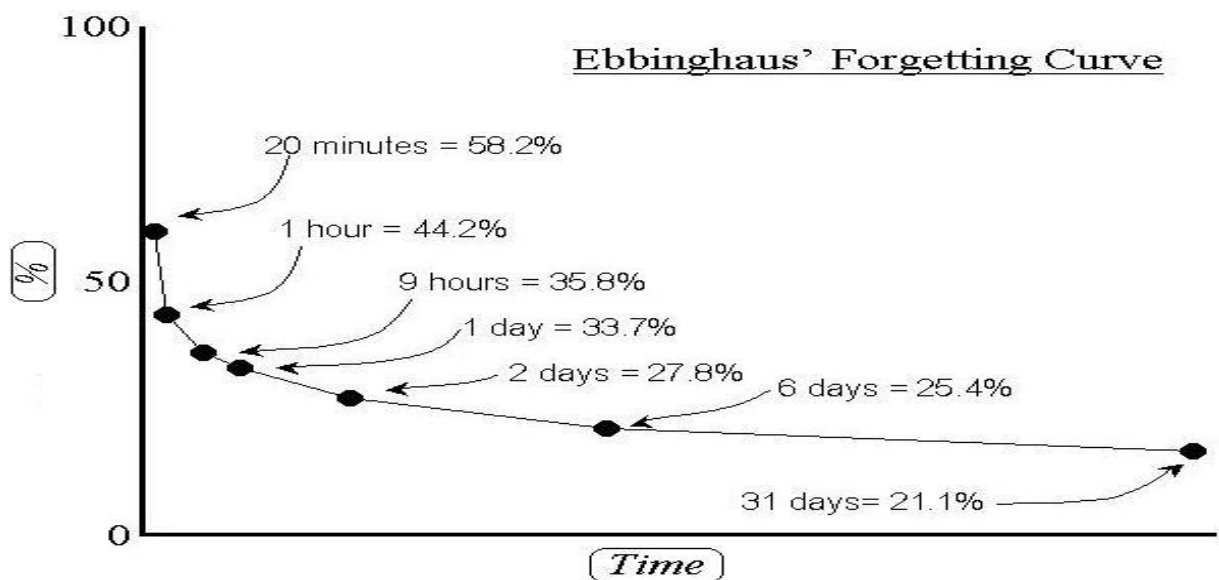 100
Ebbinghaus’ Forgetting Curve
20 minutes = 58.2%
1 hour = 44.2%
%
50
9 hours = 35.8%
1 day = 33.7%
2 days = 27.8%
6 days = 25.4%
31 days= 21.1%
0
Time